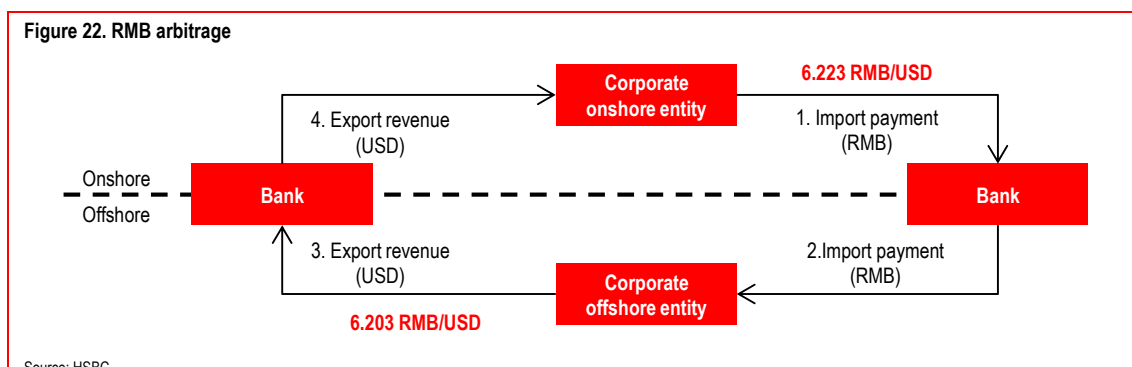 Figure 22. RMB arbitrage
Corporate
onshore entity
6.223 RMB/USD
4. Export revenue
(USD)
1. Import payment
(RMB)
Onshore
Bank
Bank
Offshore
3. Export revenue
(USD)
2.Import payment
(RMB)
Corporate
offshore entity
6.203 RMB/USD
Source: HSBC